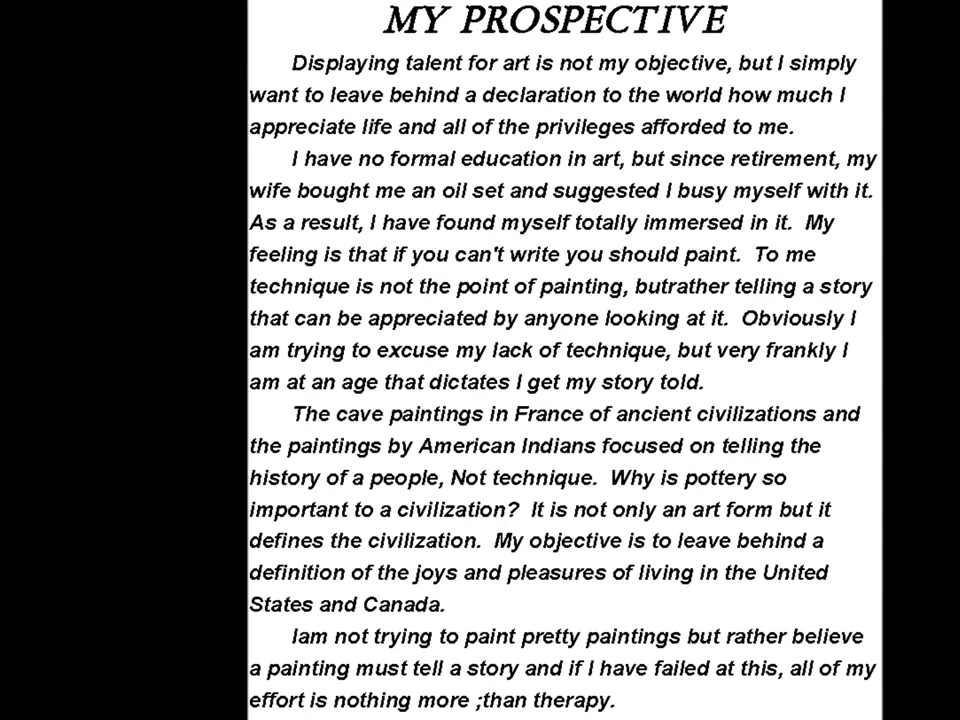 MY PROSPECTIVE
Displaying talent for art is not my objective, but I simply
want to leave behind a declaration to the world how much I
appreciate life and all of the privileges afforded to me.
I have no formal education in art, but since retirement, my
wife bought me an oil set and suggested I busy myself with it.
As a result, I have found myself totally immersed in it.  My
feeling is that if you can't write you should paint.  To me
technique is not the point of painting, butrather telling a story
that can be appreciated by anyone looking at it.  Obviously I
am trying to excuse my lack of technique, but very frankly I
am at an age that dictates I get my story told.
The cave paintings in France of ancient civilizations and
the paintings by American Indians focused on telling the
history of a people, Not technique.  Why is pottery so
important to a civilization?  It is not only an art form but it
defines the civilization.  My objective is to leave behind a
definition of the joys and pleasures of living in the United
States and Canada.
Iam not trying to paint pretty paintings but rather believe
a painting must tell a story and if I have failed at this, all of my
effort is nothing more ;than therapy.